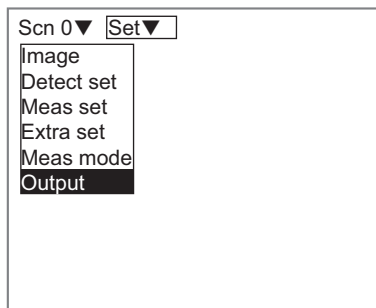 Scn 0▼ Set▼
Image
Detect set
Meas set
Extra set
Meas mode
Output